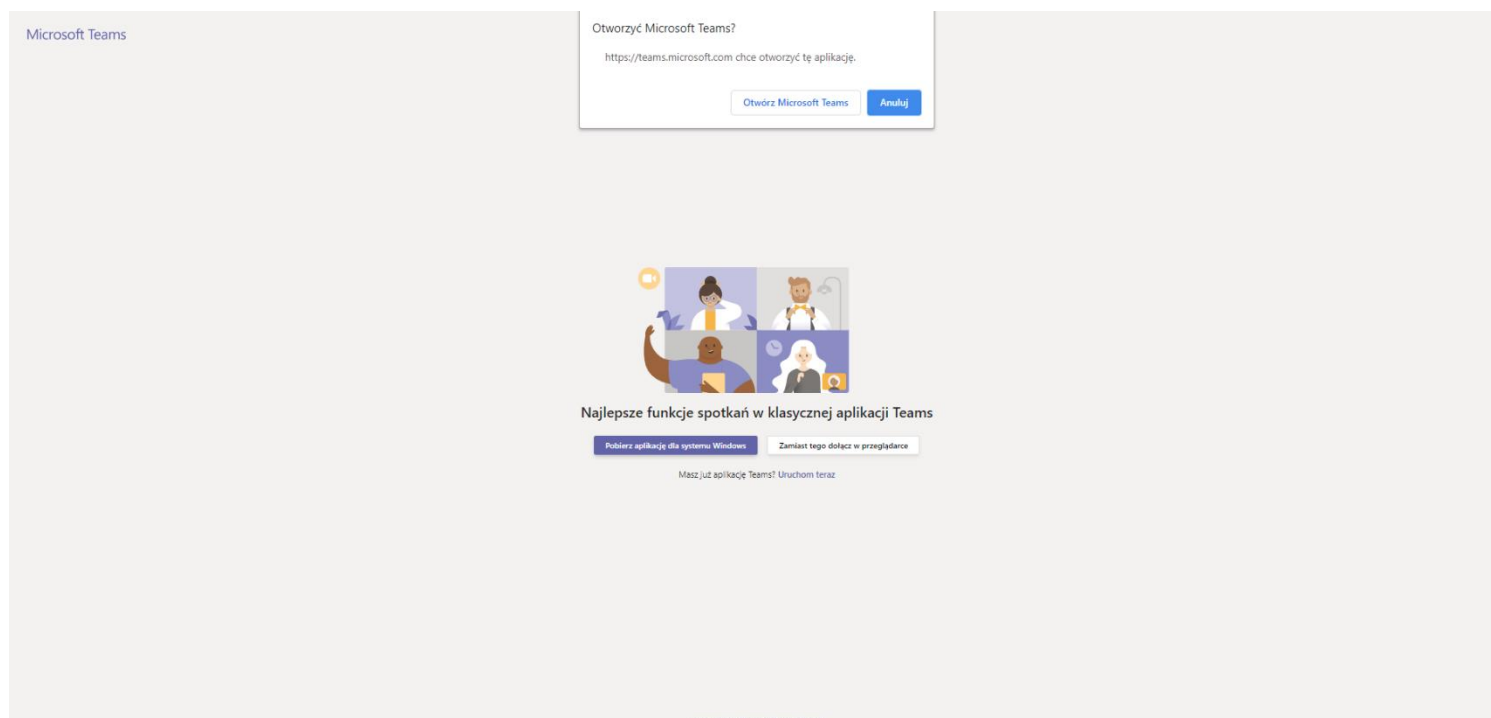 Microsoft Teams
Otworzyć Microsoft Teams?
https://teams.microsoft.com chce otworzyć tę aplikację.
Otwórz Microsoft Teams Anuluj
Najlepsze funkcje spotkań w klasycznej aplikacji Teams
Pobierz aplikację dla systemu Windows Zamiast tego dołącz w przeglądarce
Masz już aplikację Teams? Uruchom teraz